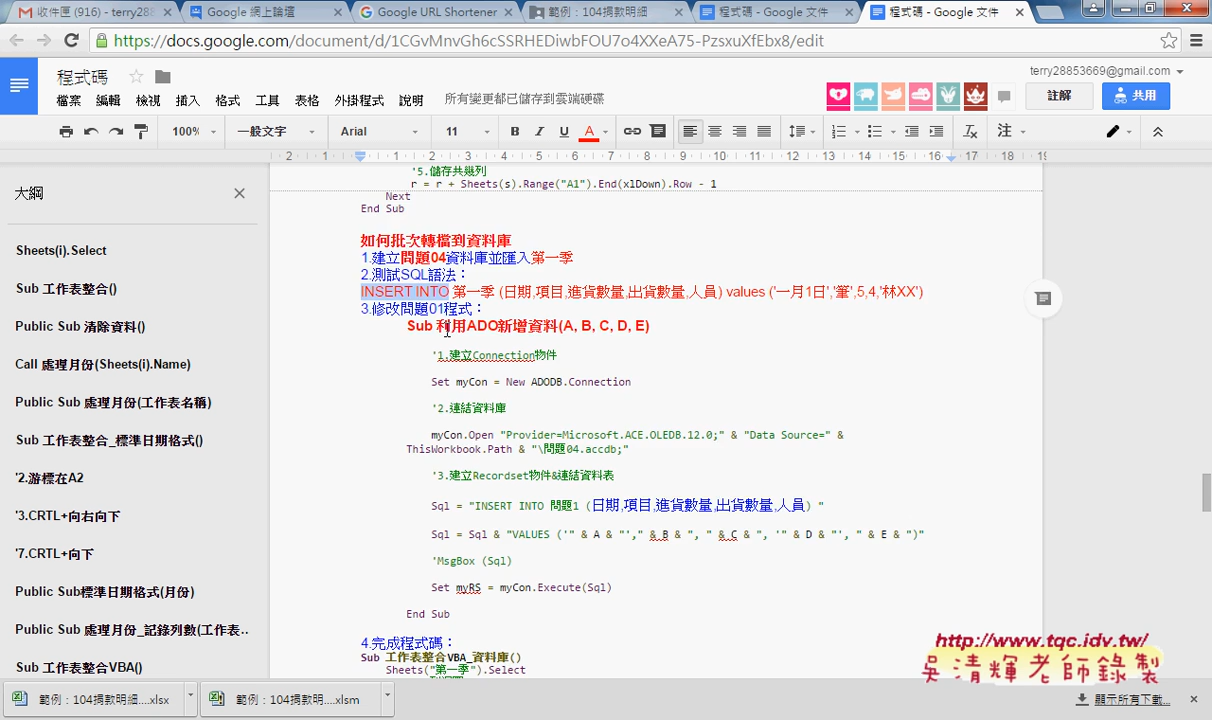 收件匣 (916) - terry288
Google 網上論壇
Google URL Shortener
範例：104捐款明細
程式碼 - Google 文件
程式碼 - Google 文件
https://docs.google.com/document/d/1CGvMnvGh6cSSRHEDiwbFOU7o4XXeA75-PzsxuXfEbx8/edit
程式碼
terry28853669@gmail.com
檔案 編輯 檢視 插入 格式 工具 表格 外掛程式 說明 所有變更都已儲存到雲端硬碟
註解
共用
100% 一般文字 Arial 11
2 1 1 2 3 4 5 6 7 8 9 10 11 12 13 14 15 16 17 18 19
大綱
Sheets(i).Select
Sub 工作表整合()
Public Sub 清除資料()
Call 處理月份(Sheets(i).Name)
Public Sub 處理月份(工作表名稱)
Sub 工作表整合_標準日期格式()
'2.游標在A2
'3.CRTL+向右向下
'7.CRTL+向下
Public Sub標準日期格式(月份)
Public Sub 處理月份_記錄列數(工作表..
Sub 工作表整合VBA()
'5.儲存共幾列
r = r + Sheets(s).Range("A1").End(xlDown).Row - 1
Next
End Sub
如何批次轉檔到資料庫
1.建立問題04資料庫並匯入第一季
2.測試SQL語法：
INSERT INTO 第一季 (日期,項目,進貨數量,出貨數量,人員) values ('一月1日','筆',5,4,'林XX')
3.修改問題01程式：
Sub 利用ADO新增資料(A, B, C, D, E)
'1.建立Connection物件
Set myCon = New ADODB.Connection
'2.連結資料庫
myCon.Open "Provider=Microsoft.ACE.OLEDB.12.0;" & "Data Source=" &
ThisWorkbook.Path & "\問題04.accdb;"
'3.建立Recordset物件&連結資料表
Sql = "INSERT INTO 問題1 (日期,項目,進貨數量,出貨數量,人員) "
Sql = Sql & "VALUES ('" & A & "'," & B & ", " & C & ", '" & D & "', " & E & ")"
'MsgBox (Sql)
Set myRS = myCon.Execute(Sql)
End Sub
4.完成程式碼：
Sub 工作表整合VBA_資料庫()
Sheets("第一季").Select
http://www.tqc.idv.tw/
吳清輝老師錄製
範例：104捐款明細....xlsx
範例：104捐款明....xlsm
顯示所有下載...